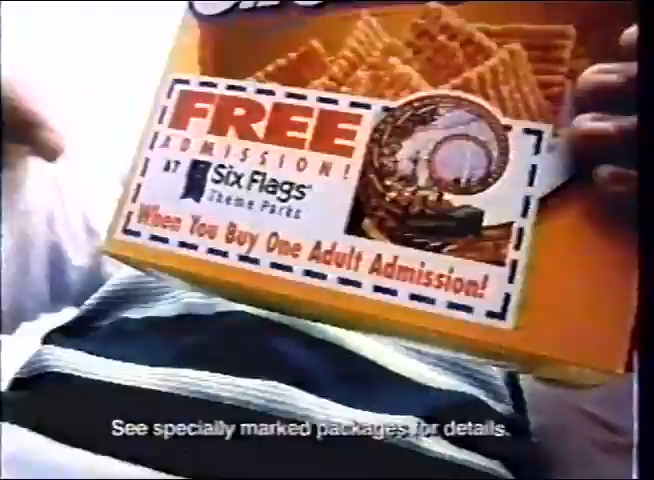 FREE
ADMISSION!
AT Six Flags®
Theme Parks
When You Buy One Adult Admission!
See specially marked packages for details.